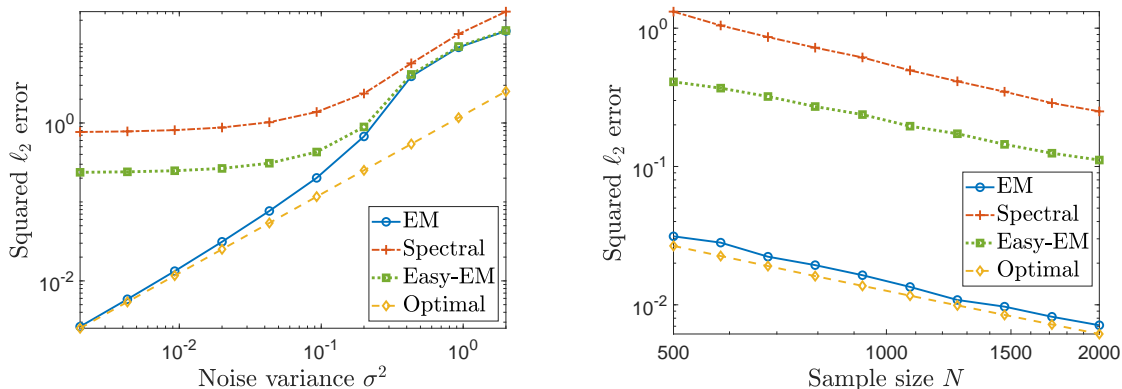 10^0
10^-2
Squared ℓ2 error
EM
Spectral
Easy-EM
Optimal
10^-2
10^-1
10^0
Noise variance σ^2
10^0
10^-1
10^-2
Squared ℓ2 error
EM
Spectral
Easy-EM
Optimal
500
1000
1500
2000
Sample size N